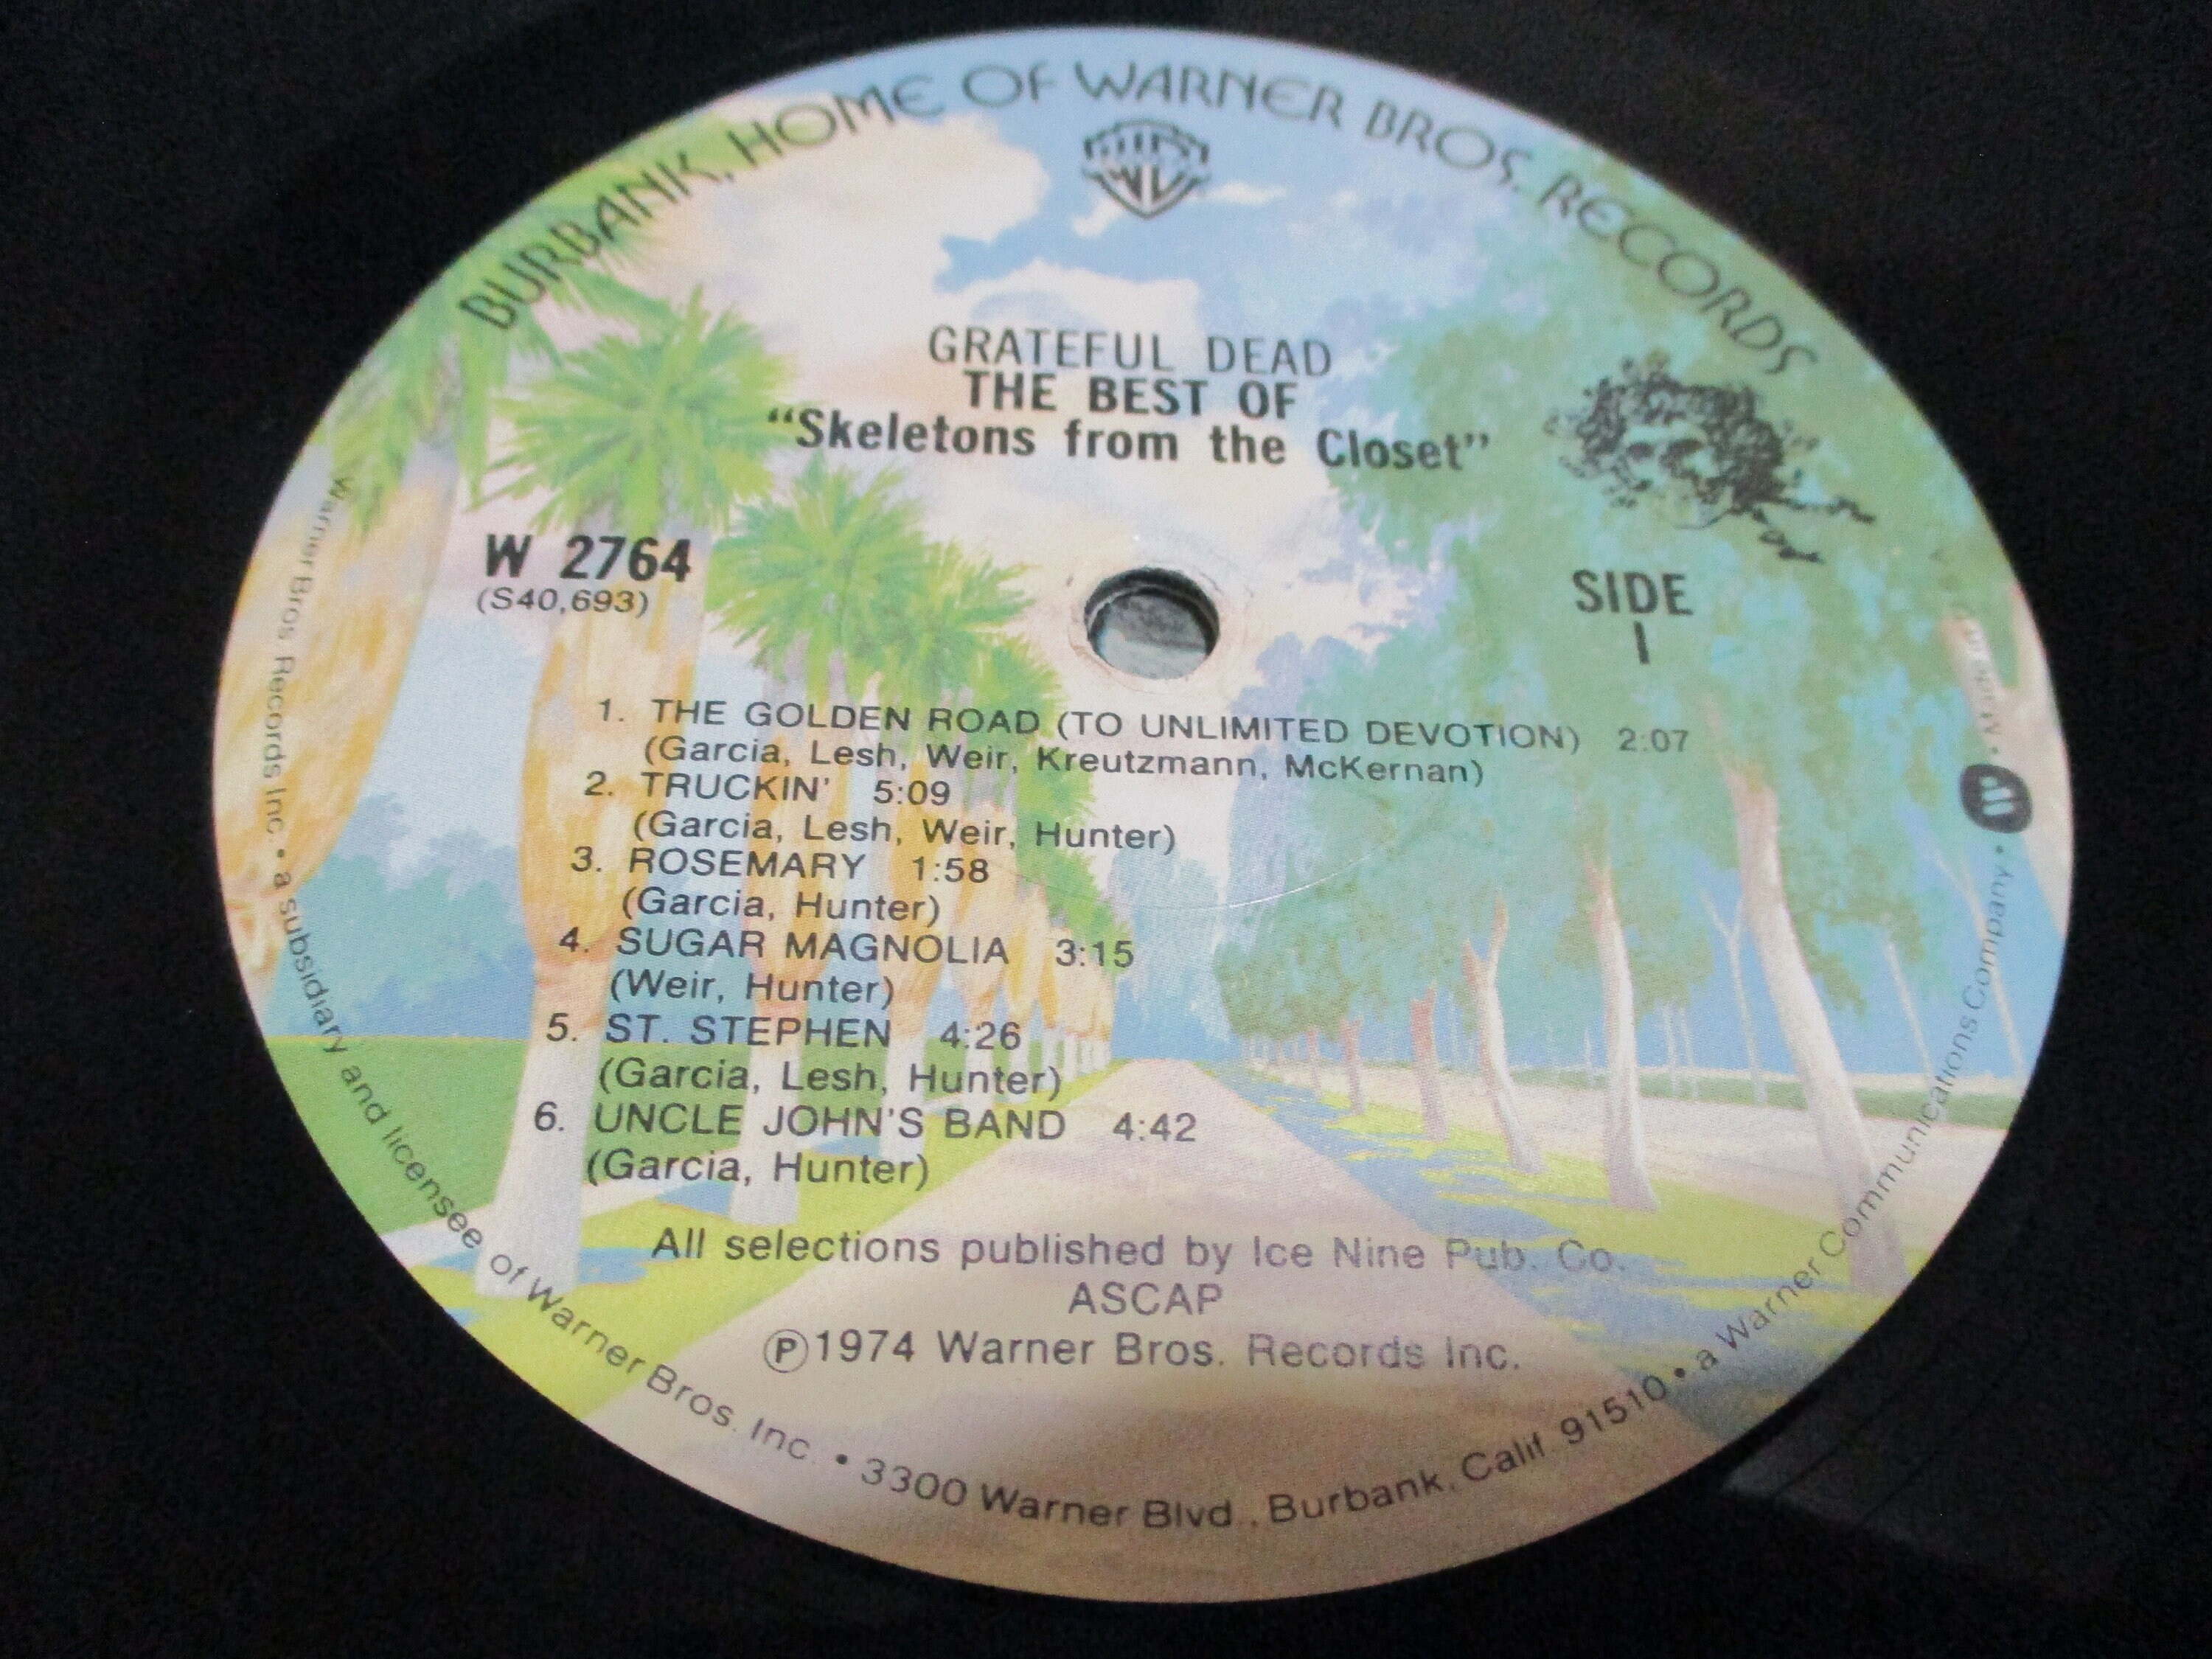 BURBANK, HOME OF WARNER BROS. RECORDS
GRATEFUL DEAD
THE BEST OF
“Skeletons from the Closet”
W 2764
(S40,693)
SIDE
1
1. THE GOLDEN ROAD (TO UNLIMITED DEVOTION) 2:07
(Garcia, Lesh, Weir, Kreutzmann, McKernan)
2. TRUCKIN' 5:09
(Garcia, Lesh, Weir, Hunter)
3. ROSEMARY 1:58
(Garcia, Hunter)
4. SUGAR MAGNOLIA 3:15
(Weir, Hunter)
5. ST. STEPHEN 4:26
(Garcia, Lesh, Hunter)
6. UNCLE JOHN'S BAND 4:42
(Garcia, Hunter)
All selections published by Ice Nine Pub. Co.
ASCAP
Ⓟ1974 Warner Bros. Records Inc.
Warner Bros. Records Inc. • a subsidiary and licensee of Warner Bros. Inc. • 3300 Warner Blvd., Burbank, Calif. 91510 • a Warner Communications Company •